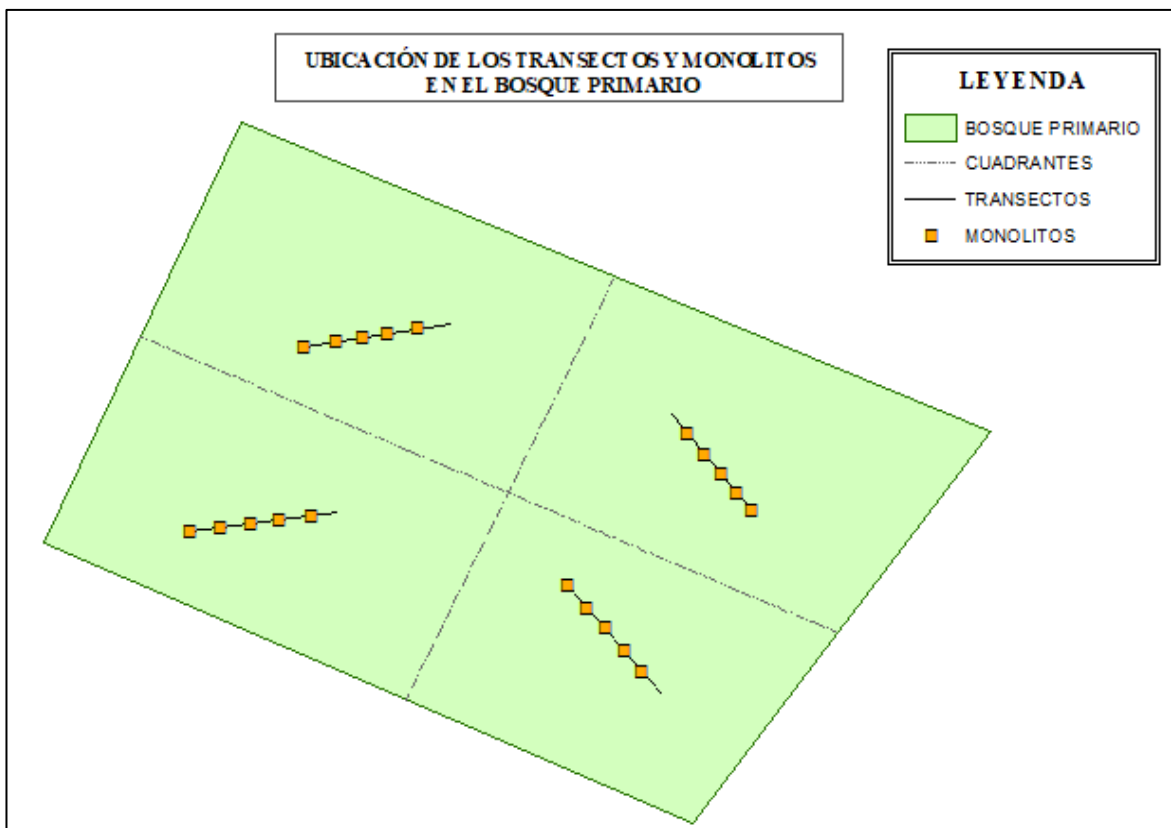 UBICACIÓN DE LOS TRANSECTOS Y MONOLITOS
EN EL BOSQUE PRIMARIO
LEYENDA
BOSQUE PRIMARIO
CUADRANTES
TRANSECTOS
MONOLITOS